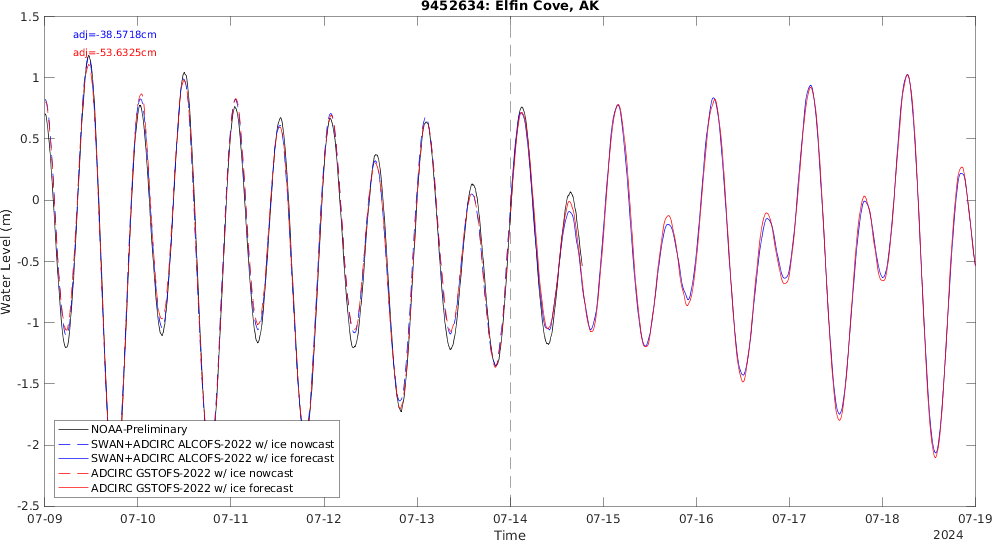 9452634: Elfin Cove, AK
adj=-38.5718cm
adj=-53.6325cm
Water Level (m)
1.5
1
0.5
0
-0.5
-1
-1.5
-2
-2.5
NOAA-Preliminary
SWAN+ADCIRC ALCOFS-2022 w/ ice nowcast
SWAN+ADCIRC ALCOFS-2022 w/ ice forecast
ADCIRC GSTOFS-2022 w/ ice nowcast
ADCIRC GSTOFS-2022 w/ ice forecast
07-09 07-10 07-11 07-12 07-13 07-14 07-15 07-16 07-17 07-18 07-19
Time
2024